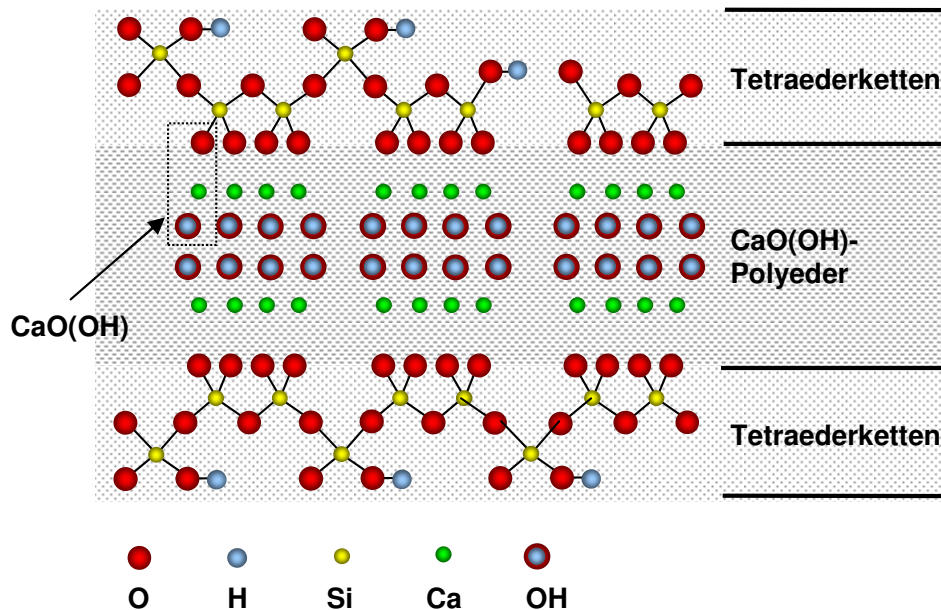 Tetraederketten
CaO(OH)-
Polyeder
CaO(OH)
Tetraederketten
O H Si Ca OH